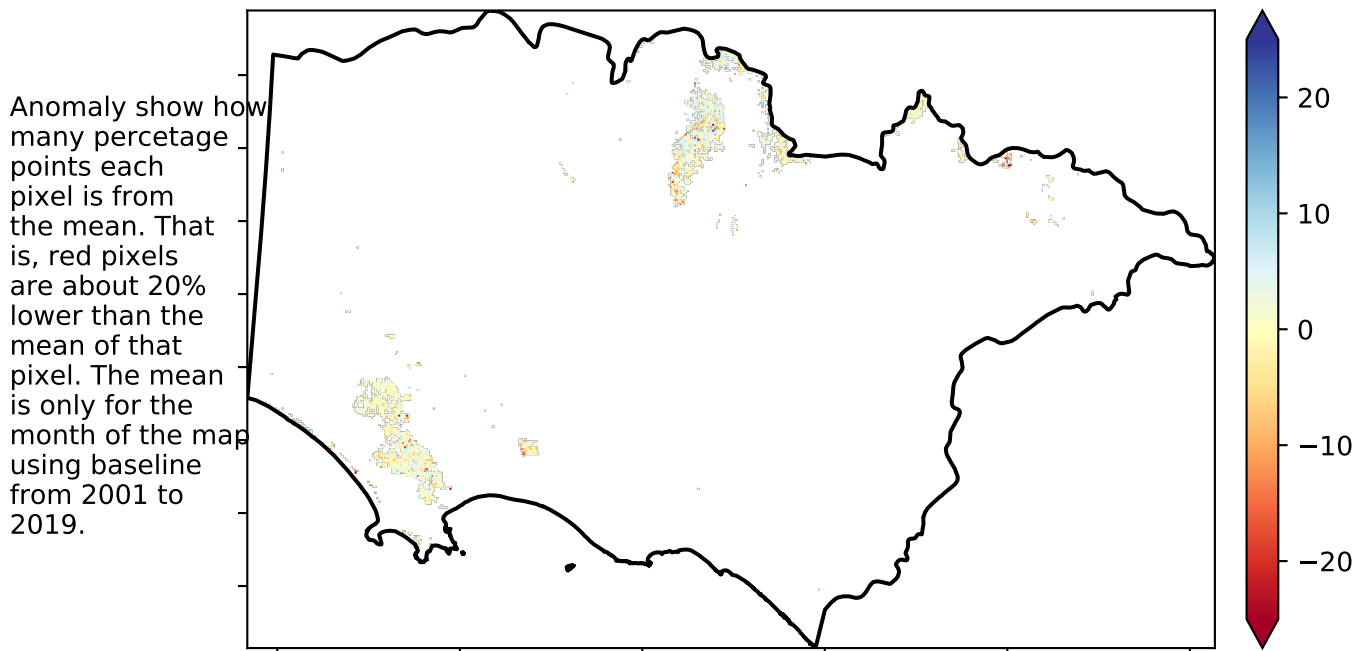 Anomaly show how
many percetage
points each
pixel is from
the mean. That
is, red pixels
are about 20%
lower than the
mean of that
pixel. The mean
is only for the
month of the map
using baseline
from 2001 to
2019.
20
10
0
−10
−20